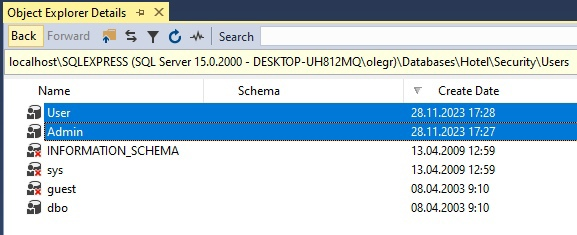 Object Explorer Details
Back Forward Search
localhost\SQLEXPRESS (SQL Server 15.0.2000 - DESKTOP-UH812MQ\olegr)\Databases\Hotel\Security\Users
Name Schema Create Date
User 28.11.2023 17:28
Admin 28.11.2023 17:27
INFORMATION_SCHEMA 13.04.2009 12:59
sys 13.04.2009 12:59
guest 08.04.2003 9:10
dbo 08.04.2003 9:10